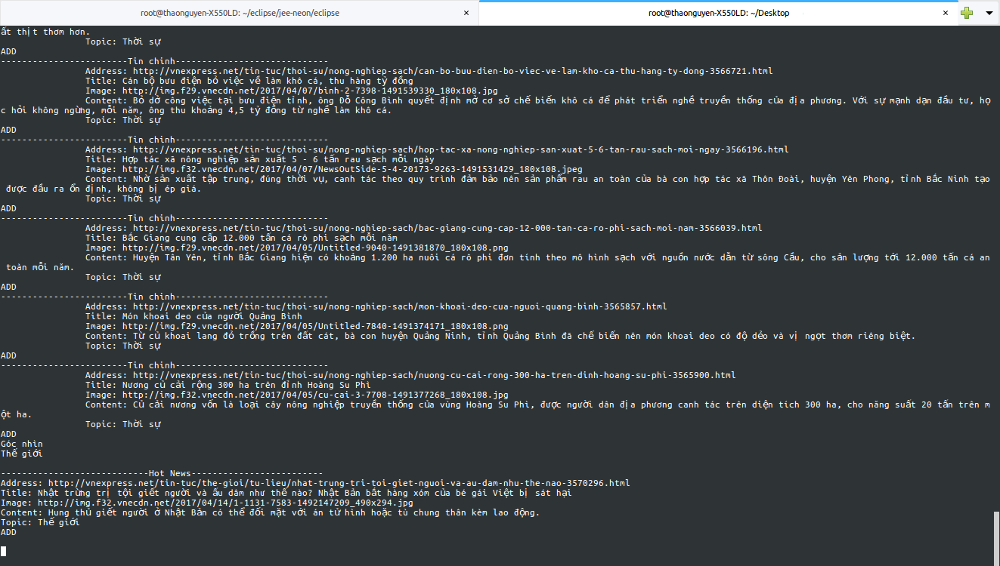 root@thaonguyen-X550LD: ~/eclipse/jee-neon/eclipse
root@thaonguyen-X550LD: ~/Desktop
ất thịt thơm hơn.
Topic: Thời sự
ADD
------------------------Tin chinh-----------------------------
Address: http://vnexpress.net/tin-tuc/thoi-su/nong-nghiep-sach/can-bo-buu-dien-bo-viec-ve-lam-kho-ca-thu-hang-ty-dong-3566721.html
Title: Cán bộ bưu điện bỏ việc về làm khô cá, thu hàng tỷ đồng
Image: http://img.f29.vnecdn.net/2017/04/07/binh-2-7398-1491539330_180x108.jpg
Content: Bỏ dở công việc tại bưu điện tỉnh, ông Đỗ Công Bình quyết định mở cơ sở chế biến khô cá để phát triển nghề truyền thống của địa phương. Với sự mạnh dạn đầu tư, họ
c hỏi không ngừng, mỗi năm, ông thu khoảng 4,5 tỷ đồng từ nghề làm khô cá.
Topic: Thời sự
ADD
------------------------Tin chinh-----------------------------
Address: http://vnexpress.net/tin-tuc/thoi-su/nong-nghiep-sach/hop-tac-xa-nong-nghiep-san-xuat-5-6-tan-rau-sach-moi-ngay-3566196.html
Title: Hợp tác xã nông nghiệp sản xuất 5 - 6 tấn rau sạch mỗi ngày
Image: http://img.f32.vnecdn.net/2017/04/07/NewsOutSide-5-4-20173-9263-1491531429_180x108.jpeg
Content: Nhờ sản xuất tập trung, đúng thời vụ, canh tác theo quy trình đảm bảo nên sản phẩm rau an toàn của bà con hợp tác xã Thôn Đoài, huyện Yên Phong, tỉnh Bắc Ninh tạo
được đầu ra ổn định, không bị ép giá.
Topic: Thời sự
ADD
------------------------Tin chinh-----------------------------
Address: http://vnexpress.net/tin-tuc/thoi-su/nong-nghiep-sach/bac-giang-cung-cap-12-000-tan-ca-ro-phi-sach-moi-nam-3566039.html
Title: Bắc Giang cung cấp 12.000 tấn cá rô phi sạch mỗi năm
Image: http://img.f29.vnecdn.net/2017/04/05/Untitled-9040-1491381870_180x108.png
Content: Huyện Tân Yên, tỉnh Bắc Giang hiện có khoảng 1.200 ha nuôi cá rô phi đơn tính theo mô hình sạch với nguồn nước dẫn từ sông Cầu, cho sản lượng tới 12.000 tấn cá an
toàn mỗi năm.
Topic: Thời sự
ADD
------------------------Tin chinh-----------------------------
Address: http://vnexpress.net/tin-tuc/thoi-su/nong-nghiep-sach/mon-khoai-deo-cua-nguoi-quang-binh-3565857.html
Title: Món khoai deo của người Quảng Bình
Image: http://img.f29.vnecdn.net/2017/04/05/Untitled-7840-1491374171_180x108.png
Content: Từ củ khoai lang đỏ trồng trên đất cát, bà con huyện Quảng Ninh, tỉnh Quảng Bình đã chế biến nên món khoai deo có độ dẻo và vị ngọt thơm riêng biệt.
Topic: Thời sự
ADD
------------------------Tin chinh-----------------------------
Address: http://vnexpress.net/tin-tuc/thoi-su/nong-nghiep-sach/nuong-cu-cai-rong-300-ha-tren-dinh-hoang-su-phi-3565900.html
Title: Nương củ cải rộng 300 ha trên đỉnh Hoàng Su Phì
Image: http://img.f32.vnecdn.net/2017/04/05/cu-cai-3-7708-1491377268_180x108.jpg
Content: Củ cải nương vốn là loại cây nông nghiệp truyền thống của vùng Hoàng Su Phì, được người dân địa phương canh tác trên diện tích 300 ha, cho năng suất 20 tấn trên m
ột ha.
Topic: Thời sự
ADD
Góc nhìn
Thế giới
----------------------------Hot News-------------------------
Address: http://vnexpress.net/tin-tuc/the-gioi/tu-lieu/nhat-trung-tri-toi-giet-nguoi-va-au-dam-nhu-the-nao-3570296.html
Title: Nhật trừng trị tội giết người và ấu dâm như thế nào? Nhật Bản bắt hàng xóm của bé gái Việt bị sát hại
Image: http://img.f32.vnecdn.net/2017/04/14/1-1131-7583-1492147209_490x294.jpg
Content: Hung thủ giết người ở Nhật Bản có thể đối mặt với án tử hình hoặc tù chung thân kèm lao động.
Topic: Thế giới
ADD